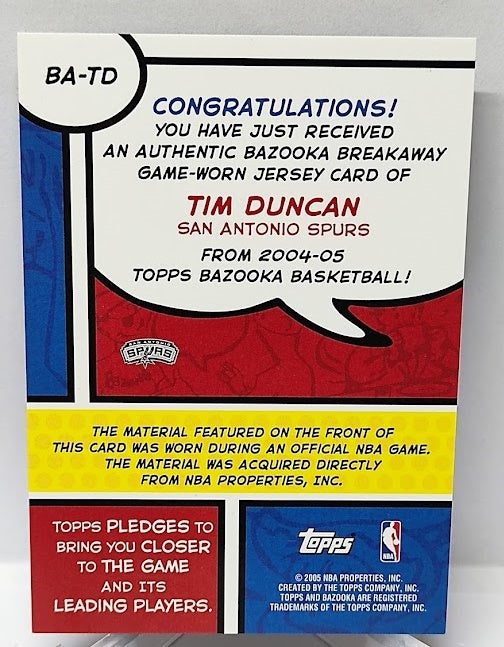 BA-TD
CONGRATULATIONS!
YOU HAVE JUST RECEIVED
AN AUTHENTIC BAZOOKA BREAKAWAY
GAME-WORN JERSEY CARD OF
TIM DUNCAN
SAN ANTONIO SPURS
FROM 2004-05
TOPPS BAZOOKA BASKETBALL!
SAN ANTONIO
SPURS
THE MATERIAL FEATURED ON THE FRONT OF
THIS CARD WAS WORN DURING AN OFFICIAL NBA GAME.
THE MATERIAL WAS ACQUIRED DIRECTLY
FROM NBA PROPERTIES, INC.
TOPPS PLEDGES TO
BRING YOU CLOSER
TO THE GAME
AND ITS
LEADING PLAYERS.
topps
NBA
© 2005 NBA PROPERTIES, INC.
CREATED BY THE TOPPS COMPANY, INC.
TOPPS AND BAZOOKA ARE REGISTERED
TRADEMARKS OF THE TOPPS COMPANY, INC.